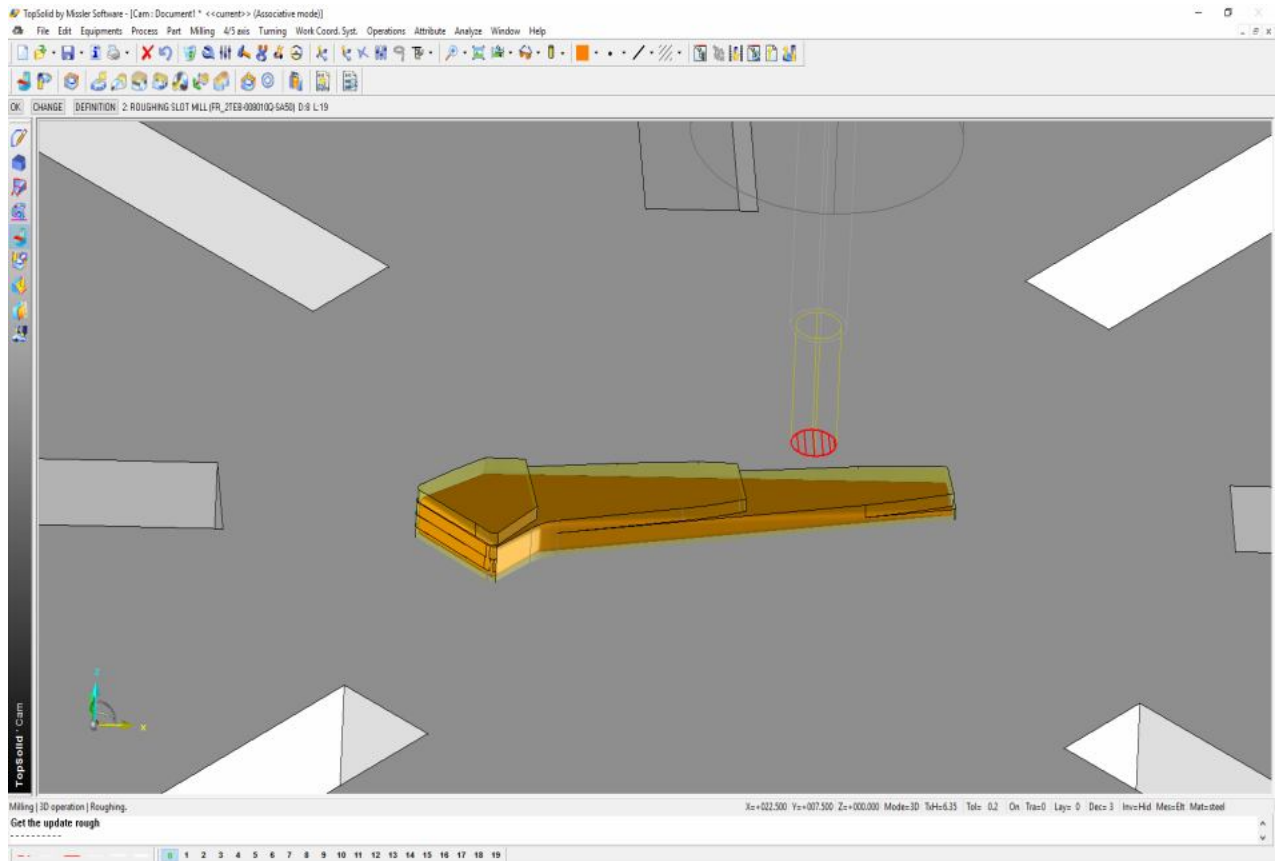 TopSolid by Missler Software - [Cam : Document1 * <<current>> (Associative mode)]
File Edit Equipments Process Part Milling 4/5 axis Turning Work Coord. Syst. Operations Attribute Analyze Window Help
OK CHANGE DEFINITION 2: ROUGHING SLOT MILL (FR_2TEB-008010Q-SA50) D:8 L:19
z
x
TopSolid ' Cam
Milling | 3D operation | Roughing. X=+022.500 Y=+007.500 Z=+000.000 Mode=3D TxH=6.35 Tol= 0.2 On Tra=0 Lay= 0 Dec= 3 Inv=Hid Mes=Elt Mat=steel
Get the update rough
----------
0 1 2 3 4 5 6 7 8 9 10 11 12 13 14 15 16 17 18 19